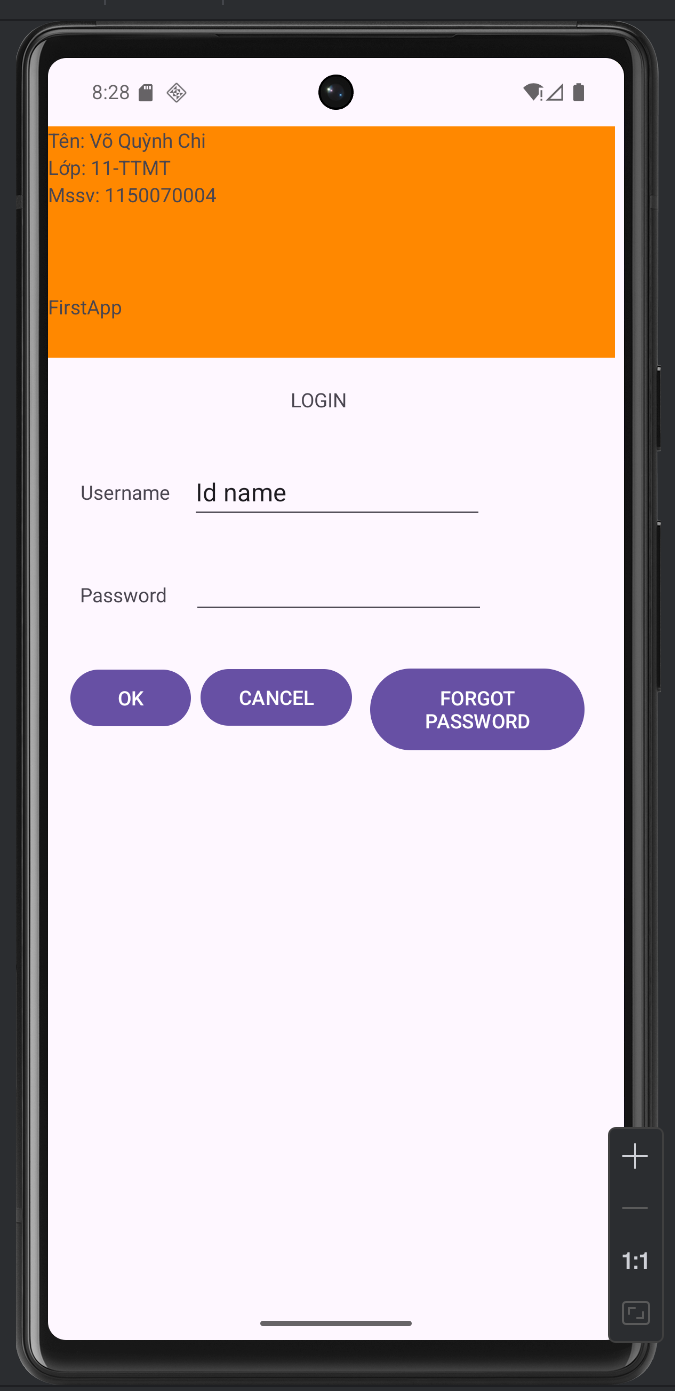 8:28
Tên: Võ Quỳnh Chi
Lớp: 11-TTMT
Mssv: 1150070004
FirstApp
LOGIN
Username Id name
Password
OK CANCEL FORGOT
PASSWORD
1:1